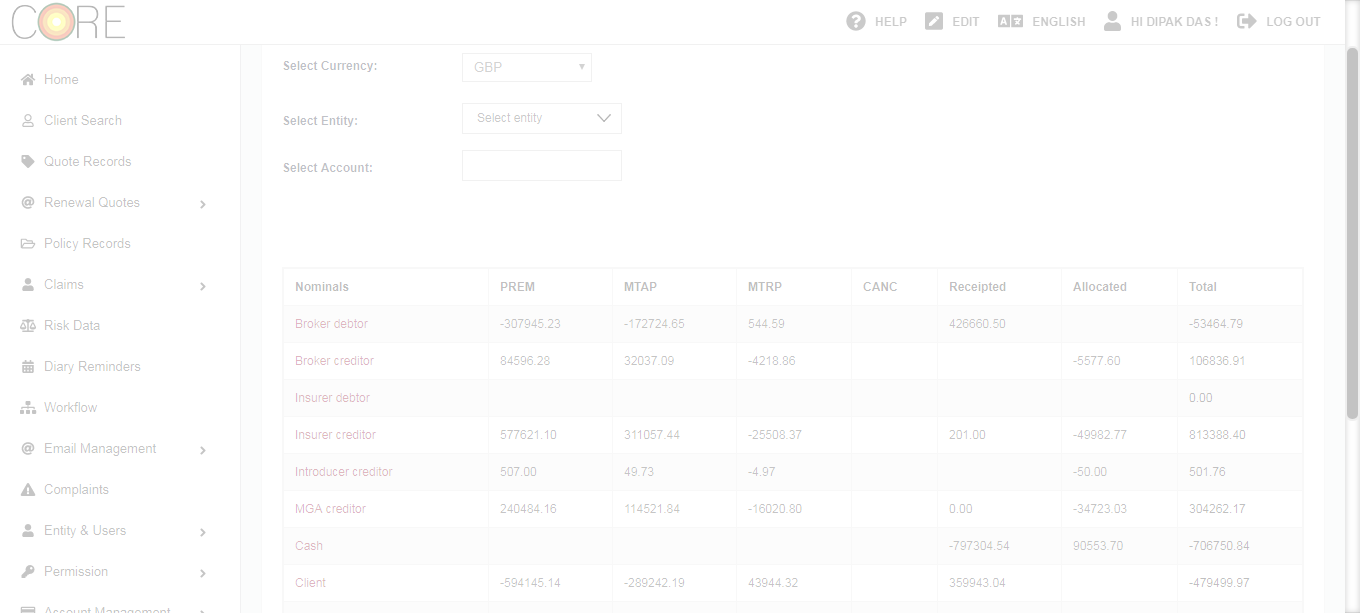 CORE
HELP EDIT ENGLISH HI DIPAK DAS ! LOG OUT
Home
Client Search
Quote Records
Renewal Quotes
Policy Records
Claims
Risk Data
Diary Reminders
Workflow
Email Management
Complaints
Entity & Users
Permission
Account Management
Select Currency: GBP
Select Entity: Select entity
Select Account:
Nominals PREM MTAP MTRP CANC Receipted Allocated Total
Broker debtor -307945.23 -172724.65 544.59 426660.50 -53464.79
Broker creditor 84596.28 32037.09 -4218.86 -5577.60 106836.91
Insurer debtor 0.00
Insurer creditor 577621.10 311057.44 -25508.37 201.00 -49982.77 813388.40
Introducer creditor 507.00 49.73 -4.97 -50.00 501.76
MGA creditor 240484.16 114521.84 -16020.80 0.00 -34723.03 304262.17
Cash -797304.54 90553.70 -706750.84
Client -594145.14 -289242.19 43944.32 359943.04 -479499.97